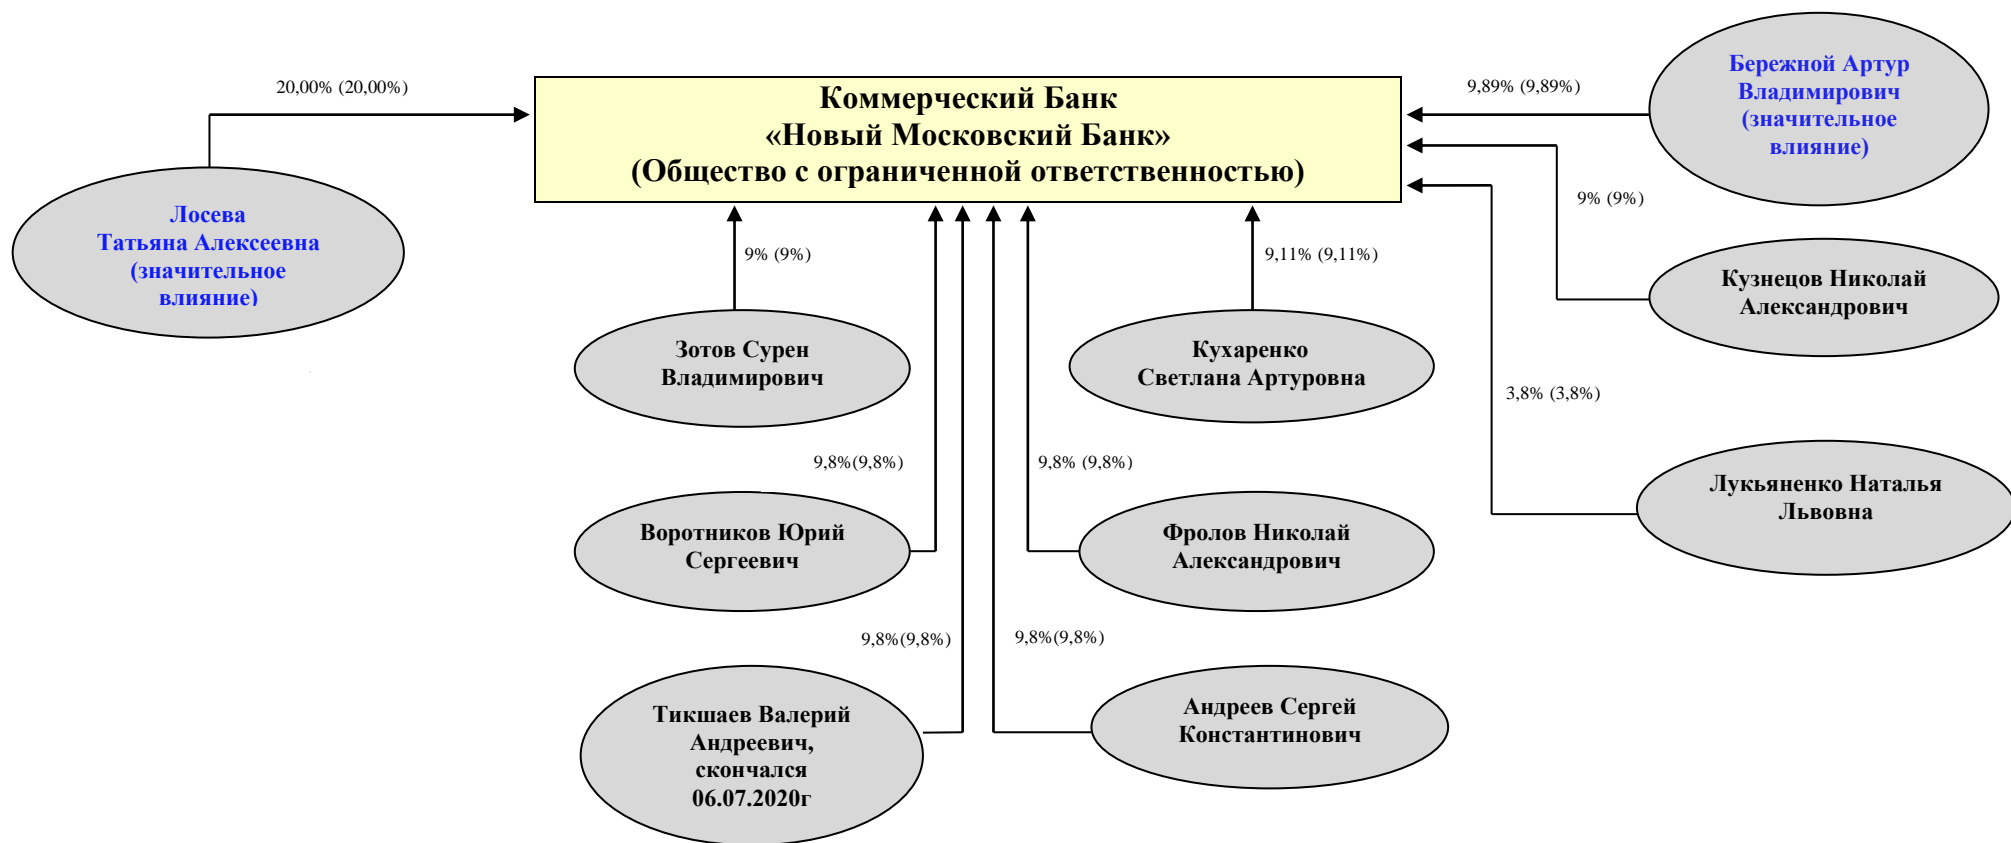 20,00% (20,00%)
Коммерческий Банк
«Новый Московский Банк»
(Общество с ограниченной ответственностью)
9,89% (9,89%)
Бережной Артур
Владимирович
(значительное
влияние)
9% (9%)
Лосева
Татьяна Алексеевна
(значительное
влияние)
9% (9%)
9,11% (9,11%)
Кузнецов Николай
Александрович
Зотов Сурен
Владимирович
Кухаренко
Светлана Артуровна
3,8% (3,8%)
9,8%(9,8%)
9,8% (9,8%)
Лукьяненко Наталья
Львовна
Воротников Юрий
Сергеевич
Фролов Николай
Александрович
9,8%(9,8%)
9,8%(9,8%)
Тикшаев Валерий
Андреевич,
скончался
06.07.2020г
Андреев Сергей
Константинович